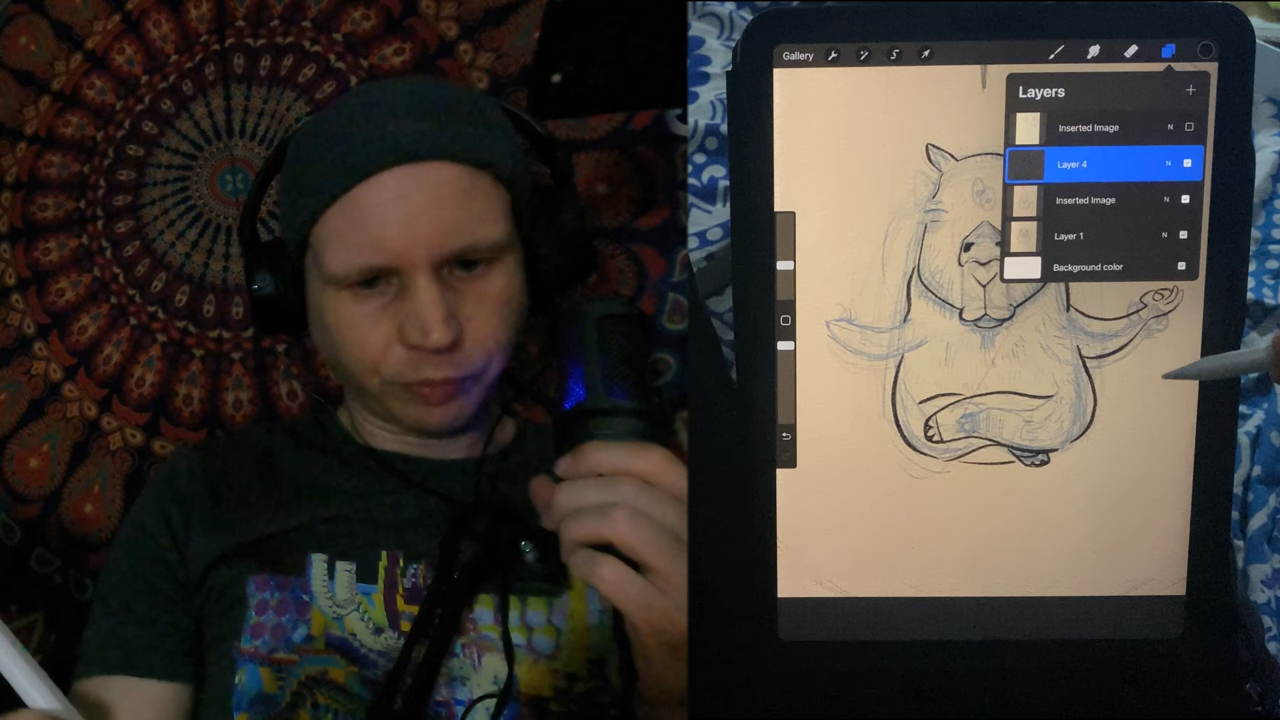 Gallery
Layers
Inserted Image N
Layer 4 N
Inserted Image N
Layer 1 N
Background color